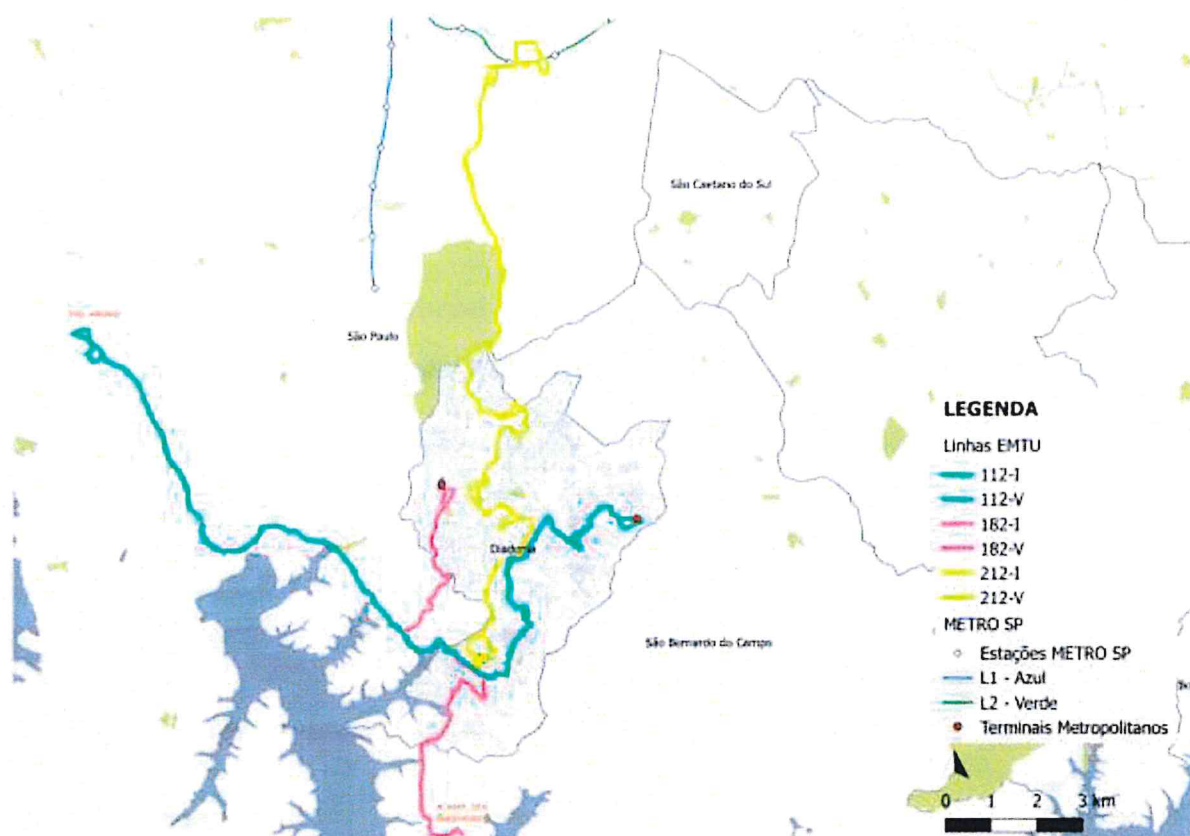 São Caetano do Sul
São Paulo
Diadema
São Bernardo do Campo
LEGENDA
Linhas EMTU
112-I
112-V
182-I
182-V
212-I
212-V
METRO SP
Estações METRO SP
L1 - Azul
L2 - Verde
Terminais Metropolitanos
0 1 2 3 km